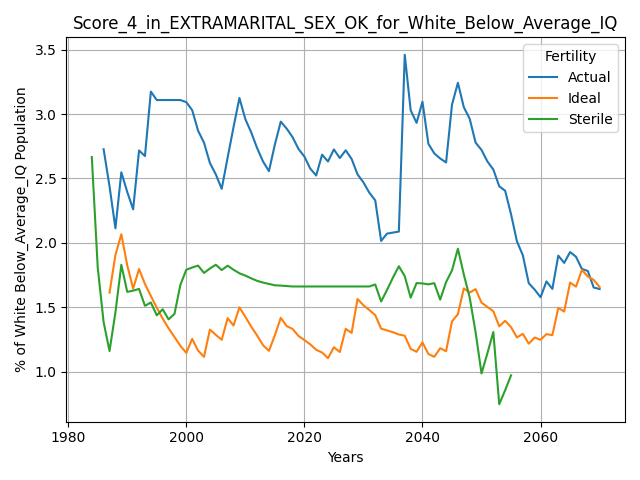 Score_4_in_EXTRAMARITAL_SEX_OK_for_White_Below_Average_IQ
% of White Below_Average_IQ Population
3.5
3.0
2.5
2.0
1.5
1.0
Fertility
Actual
Ideal
Sterile
1980 2000 2020 2040 2060
Years